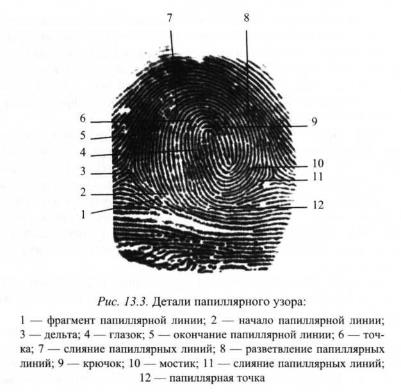 7 8
6 9
5
4 10
3 11
2
1 12
Рис. 13.3. Детали папиллярного узора:
1 — фрагмент папиллярной линии; 2 — начало папиллярной линии;
3 — дельта; 4 — глазок; 5 — окончание папиллярной линии; 6 — точ-
ка; 7 — слияние папиллярных линий; 8 — разветвление папиллярных
линий; 9 — крючок; 10 — мостик; 11 — слияние папиллярных линий;
12 — папиллярная точка